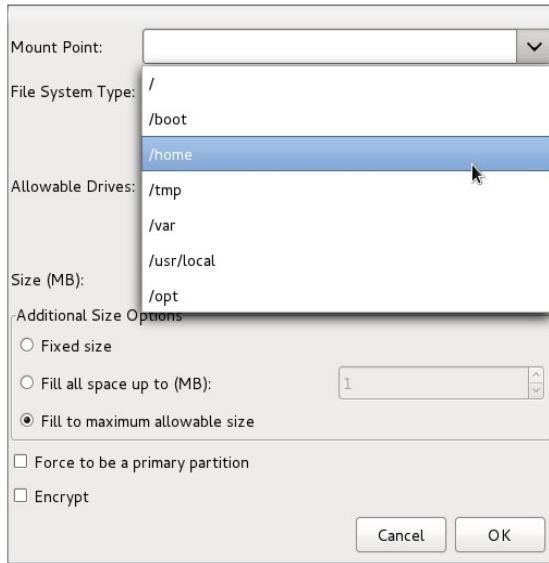 Mount Point:
/
File System Type:
/boot
/home
Allowable Drives:
/tmp
/var
/usr/local
Size (MB):
/opt
Additional Size Options
Fixed size
Fill all space up to (MB):
1
Fill to maximum allowable size
Force to be a primary partition
Encrypt
Cancel
OK